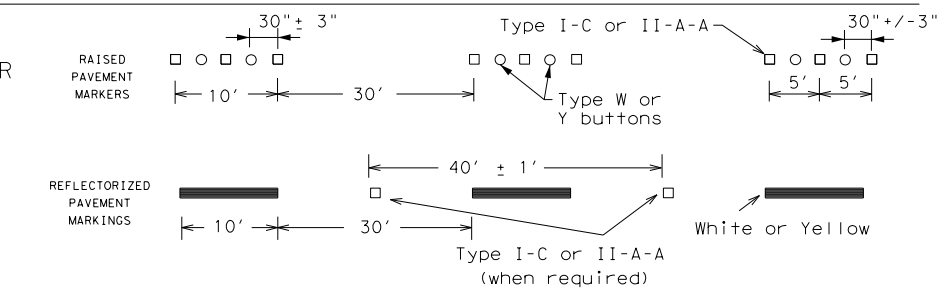 30"± 3"
Type I-C or II-A-A
30"+/-3"
R
RAISED
PAVEMENT
MARKERS
10'
30'
Type W or
Y buttons
5'
5'
40' ± 1'
REFLECTORIZED
PAVEMENT
MARKINGS
10'
30'
Type I-C or II-A-A
(when required)
White or Yellow